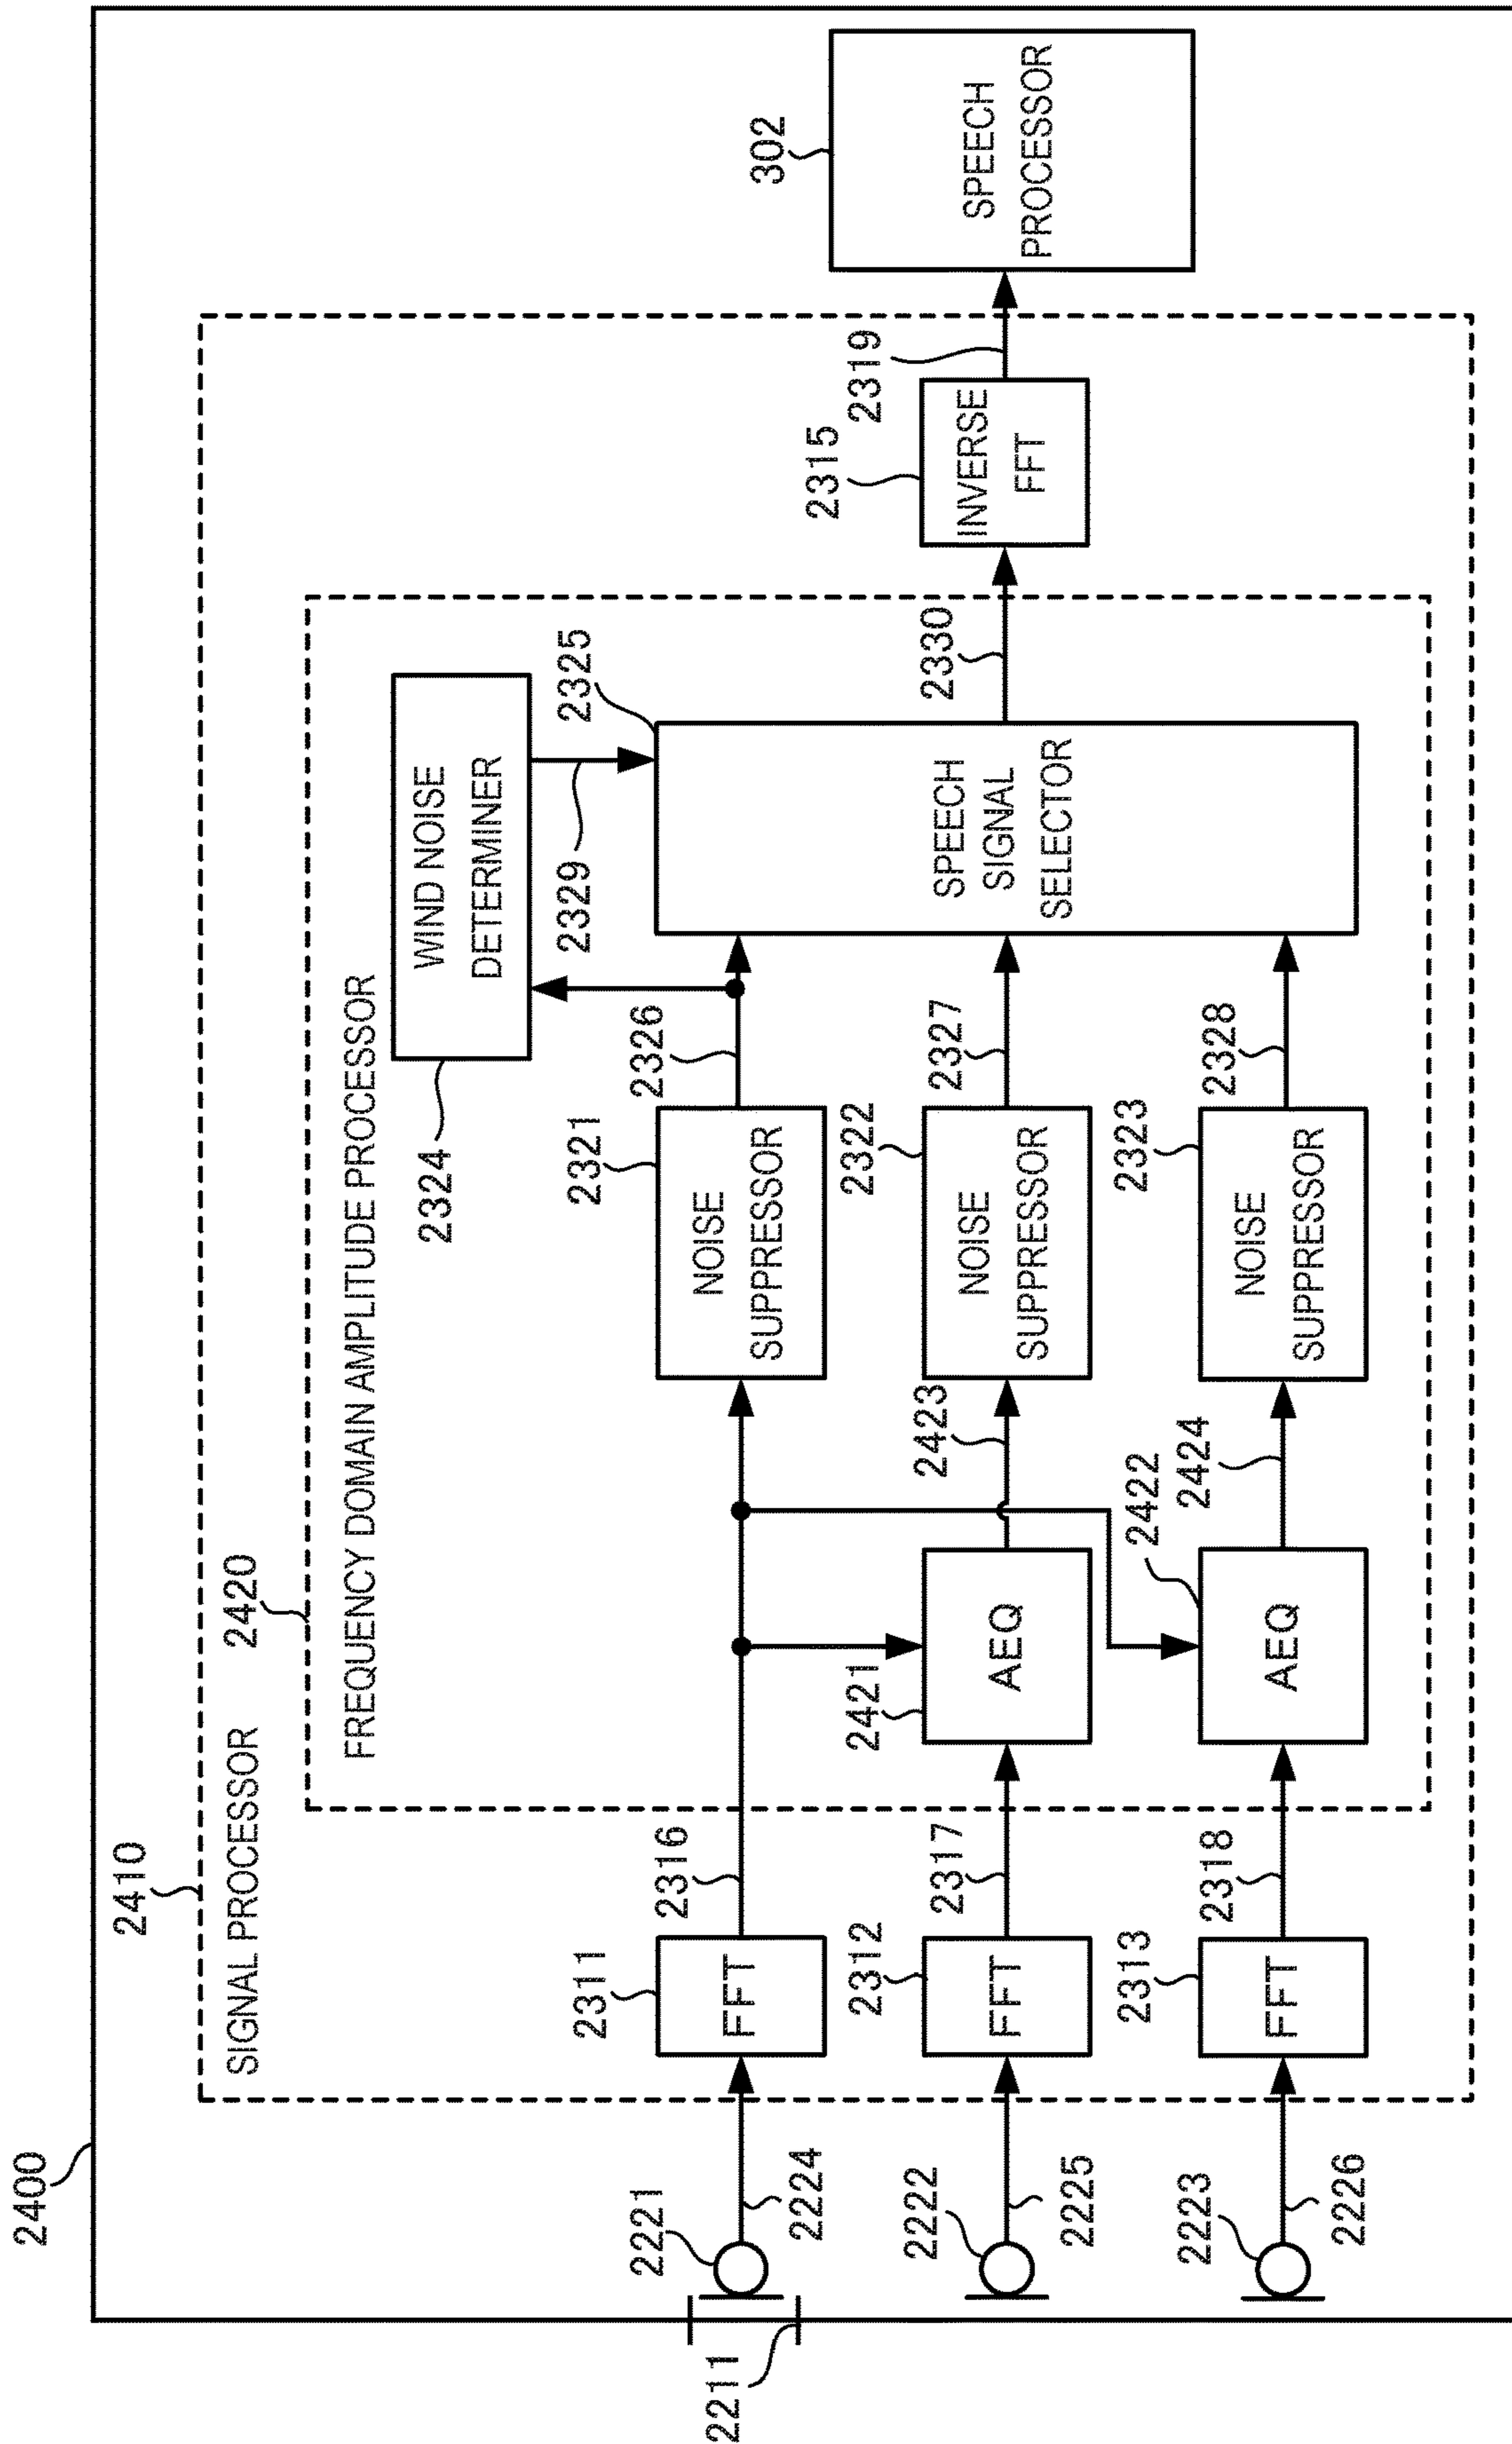 2400
2410
SIGNAL PROCESSOR
2420
FREQUENCY DOMAIN AMPLITUDE PROCESSOR
2324
WIND NOISE
DETERMINER
2329
2325
2211
2221
2224
2311
FFT
2316
2321
NOISE
SUPPRESSOR
2326
2222
2225
2312
FFT
2317
2421
AEQ
2423
2322
NOISE
SUPPRESSOR
2327
SPEECH
SIGNAL
SELECTOR
2330
2315
INVERSE
FFT
2319
302
SPEECH
PROCESSOR
2223
2226
2313
FFT
2318
2422
AEQ
2424
2323
NOISE
SUPPRESSOR
2328